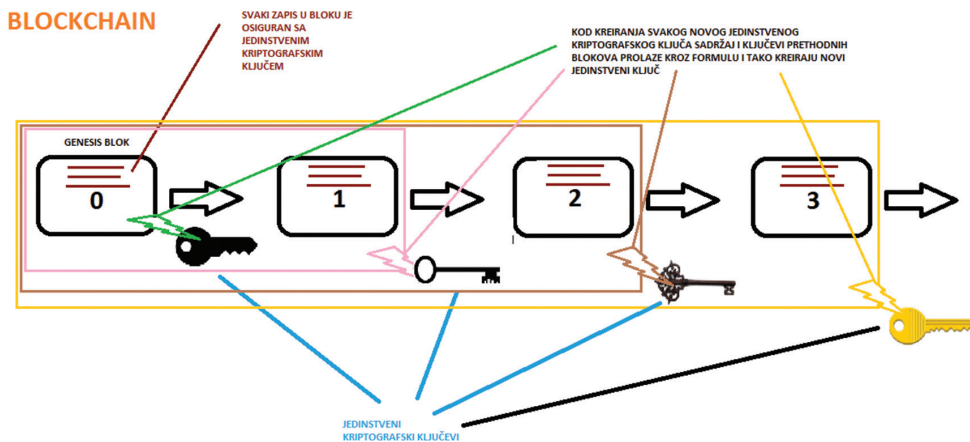 BLOCKCHAIN
SVAKI ZAPIS U BLOKU JE
OSIGURAN SA
JEDINSTVENIM
KRIPTOGRAFSKIM
KLJUČEM
KOD KREIRANJA SVAKOG NOVOG JEDINSTVENOG
KRIPTOGRAFSKOG KLJUČA SADRŽAJ I KLJUČEVI PRETHODNIH
BLOKOVA PROLAZE KROZ FORMULU I TAKO KREIRAJU NOVI
JEDINSTVENI KLJUČ
GENESIS BLOK
0
1
2
3
JEDINSTVENI
KRIPTOGRAFSKI KLJUČEVI